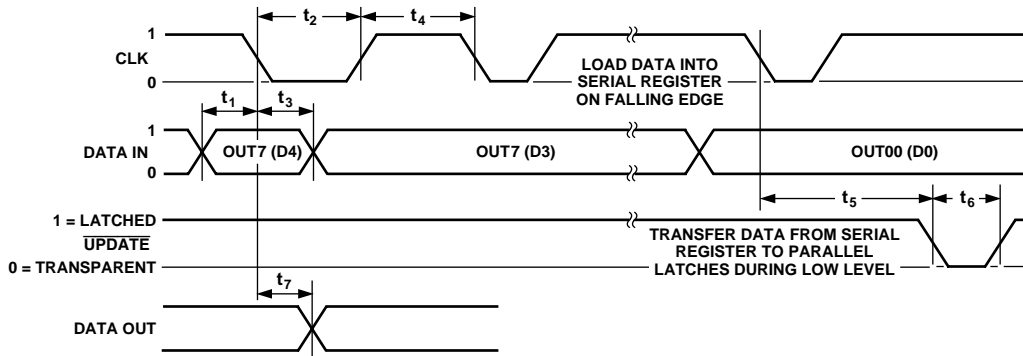 t2 t4
1
CLK
0
LOAD DATA INTO
SERIAL REGISTER
ON FALLING EDGE
t1 t3
1
DATA IN
0
OUT7 (D4)
OUT7 (D3)
OUT00 (D0)
t5 t6
1 = LATCHED
UPDATE
0 = TRANSPARENT
TRANSFER DATA FROM SERIAL
REGISTER TO PARALLEL
LATCHES DURING LOW LEVEL
t7
DATA OUT